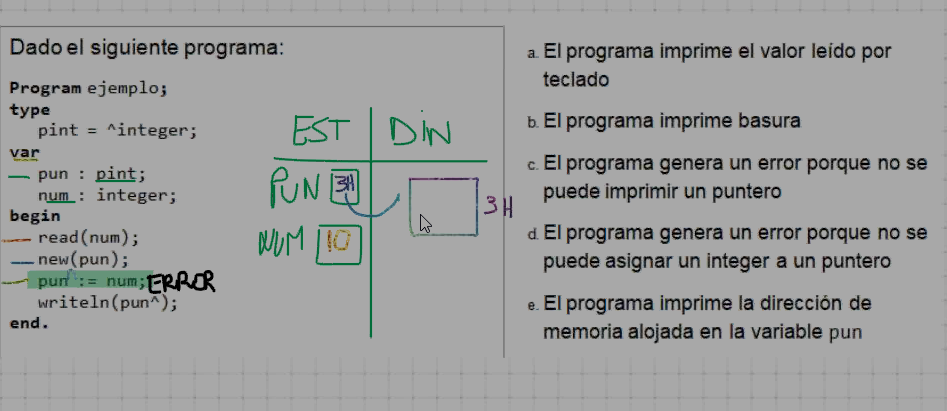 Dado el siguiente programa:
Program ejemplo;
type
pint = ^integer;
var
pun : pint;
num : integer;
begin
read(num);
new(pun);
pun^ := num; ERROR
writeln(pun^);
end.
EST DIN
PUN 3H
3H
NUM 10
a. El programa imprime el valor leído por
teclado
b. El programa imprime basura
c. El programa genera un error porque no se
puede imprimir un puntero
d. El programa genera un error porque no se
puede asignar un integer a un puntero
e. El programa imprime la dirección de
memoria alojada en la variable pun